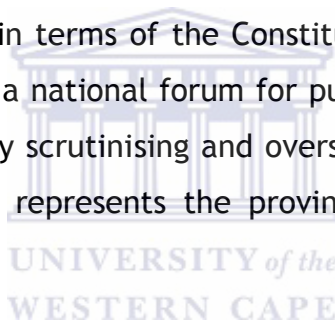 in terms of the Constit
a national forum for pu
y scrutinising and overs
represents the provin
UNIVERSITY of the
WESTERN CAPE